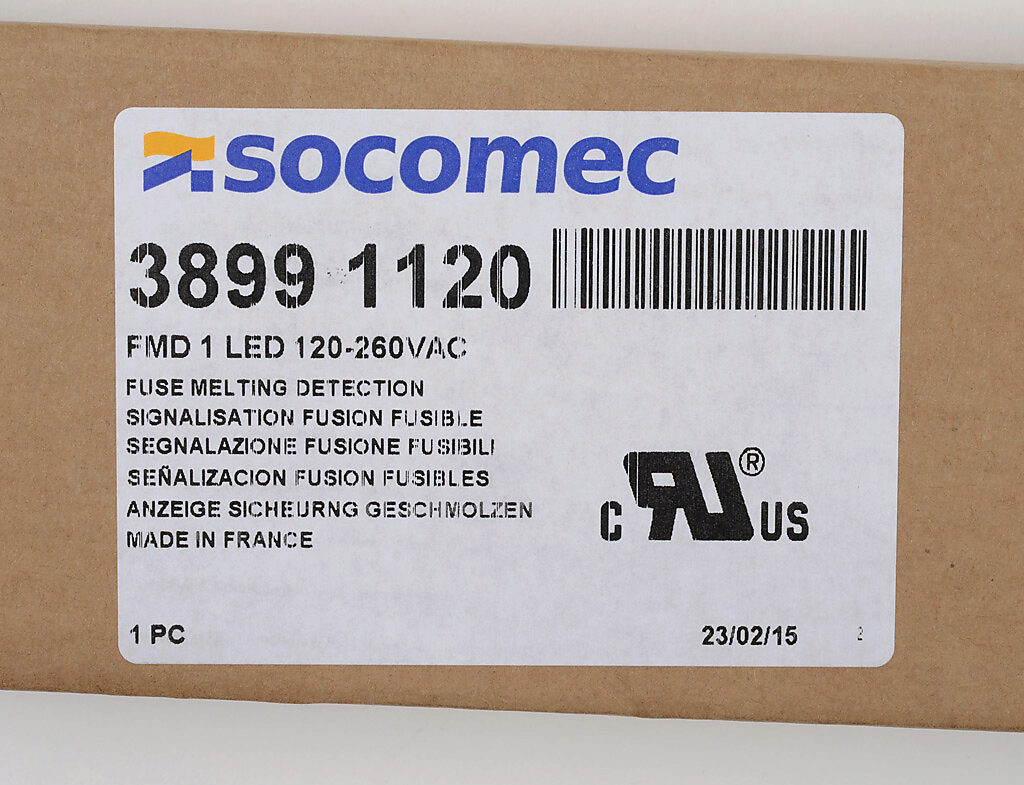 socomec
3899 1120
FMD 1 LED 120-260VAC
FUSE MELTING DETECTION
SIGNALISATION FUSION FUSIBLE
SEGNALAZIONE FUSIONE FUSIBILI
SEÑALIZACION FUSION FUSIBLES
ANZEIGE SICHEURNG GESCHMOLZEN
MADE IN FRANCE
C RU® US
1 PC
23/02/15
2